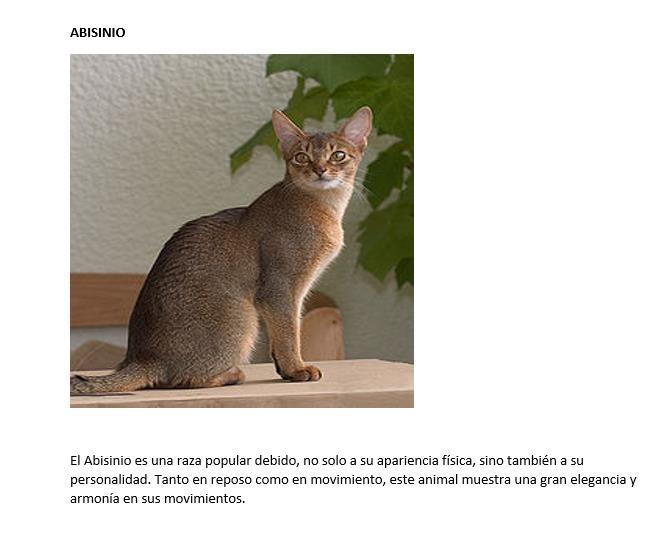 ABISINIO
El Abisinio es una raza popular debido, no solo a su apariencia física, sino también a su
personalidad. Tanto en reposo como en movimiento, este animal muestra una gran elegancia y
armonía en sus movimientos.